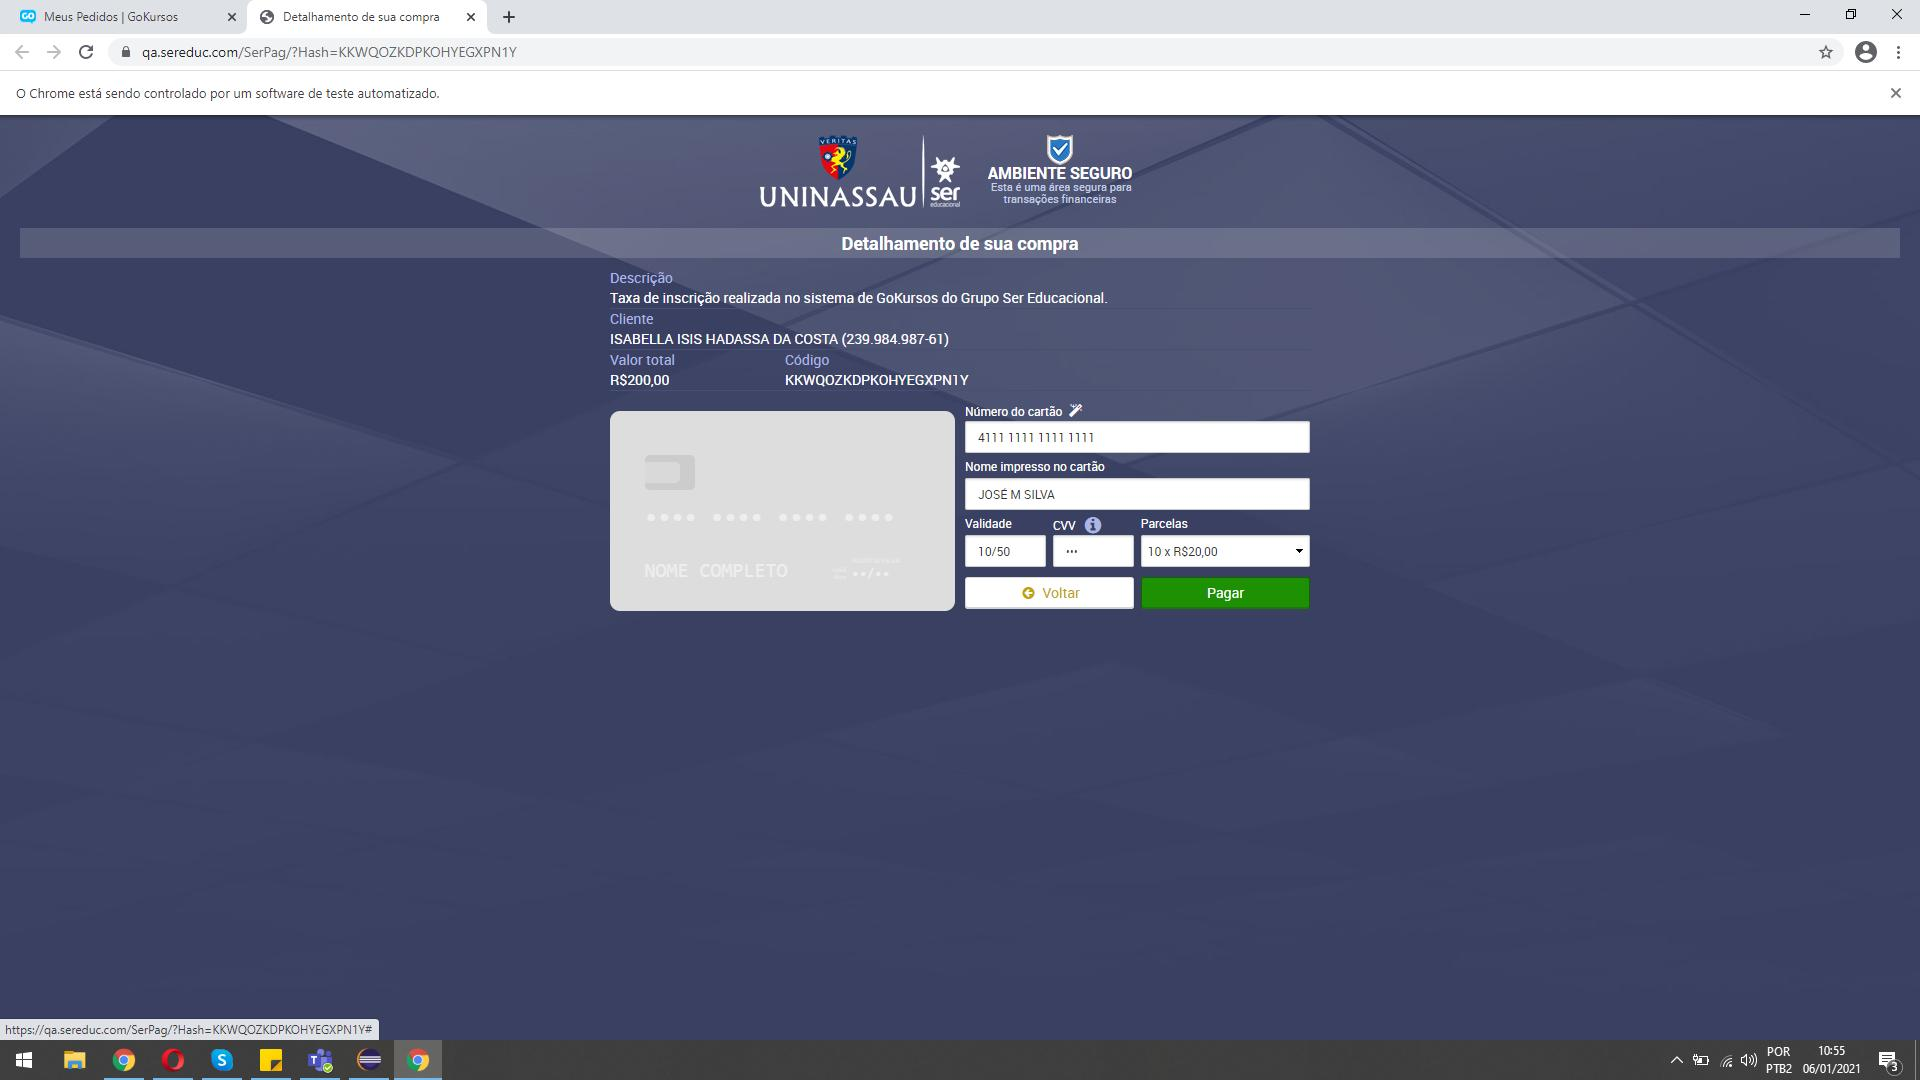 Meus Pedidos | GoKursos
Detalhamento de sua compra
qa.sereduc.com/SerPag/?Hash=KKWQOZKDPKOHYEGXPN1Y
O Chrome está sendo controlado por um software de teste automatizado.
VERITAS
UNINASSAU
ser
educacional
AMBIENTE SEGURO
Esta é uma área segura para
transações financeiras
Detalhamento de sua compra
Descrição
Taxa de inscrição realizada no sistema de GoKursos do Grupo Ser Educacional.
Cliente
ISABELLA ISIS HADASSA DA COSTA (239.984.987-61)
Valor total Código
R$200,00 KKWQOZKDPKOHYEGXPN1Y
Número do cartão
4111 1111 1111 1111
Nome impresso no cartão
JOSÉ M SILVA
Validade CVV Parcelas
10/50 ••• 10 x R$20,00
NOME COMPLETO ••/••
Voltar Pagar
https://qa.sereduc.com/SerPag/?Hash=KKWQOZKDPKOHYEGXPN1Y#
POR 10:55
PTB2 06/01/2021
3